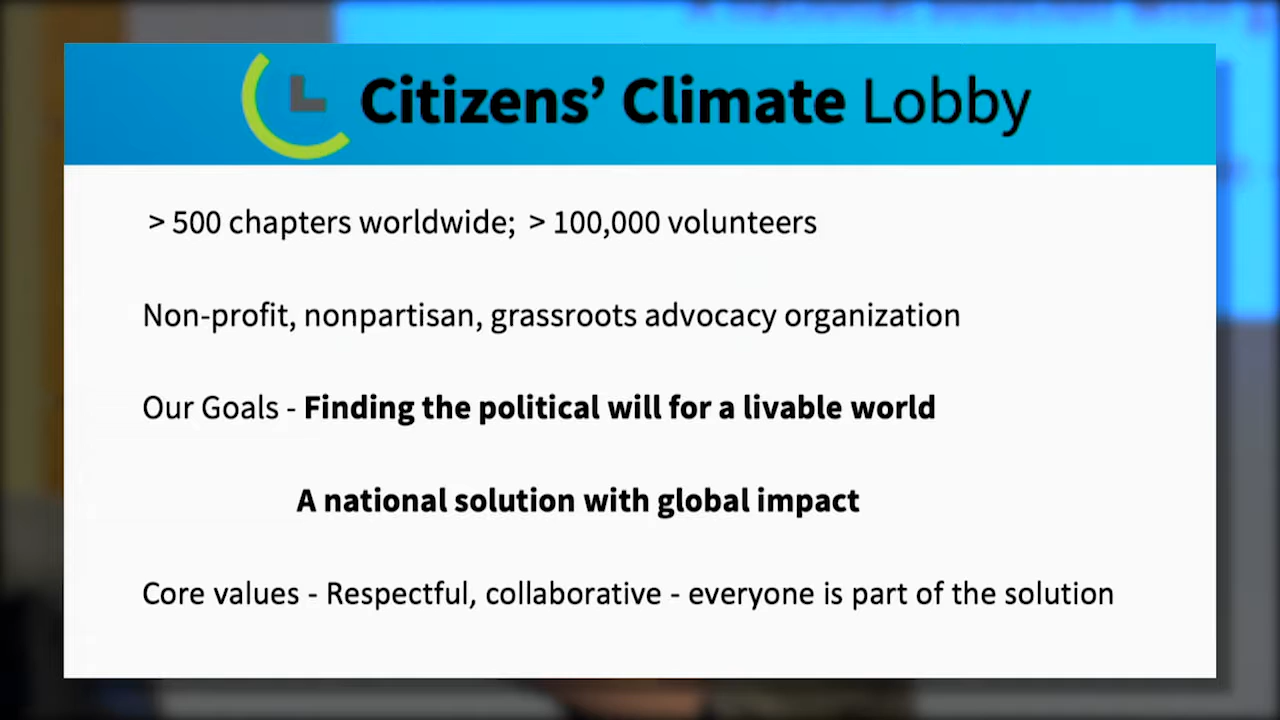 Citizens’ Climate Lobby
> 500 chapters worldwide; > 100,000 volunteers
Non-profit, nonpartisan, grassroots advocacy organization
Our Goals - Finding the political will for a livable world
A national solution with global impact
Core values - Respectful, collaborative - everyone is part of the solution